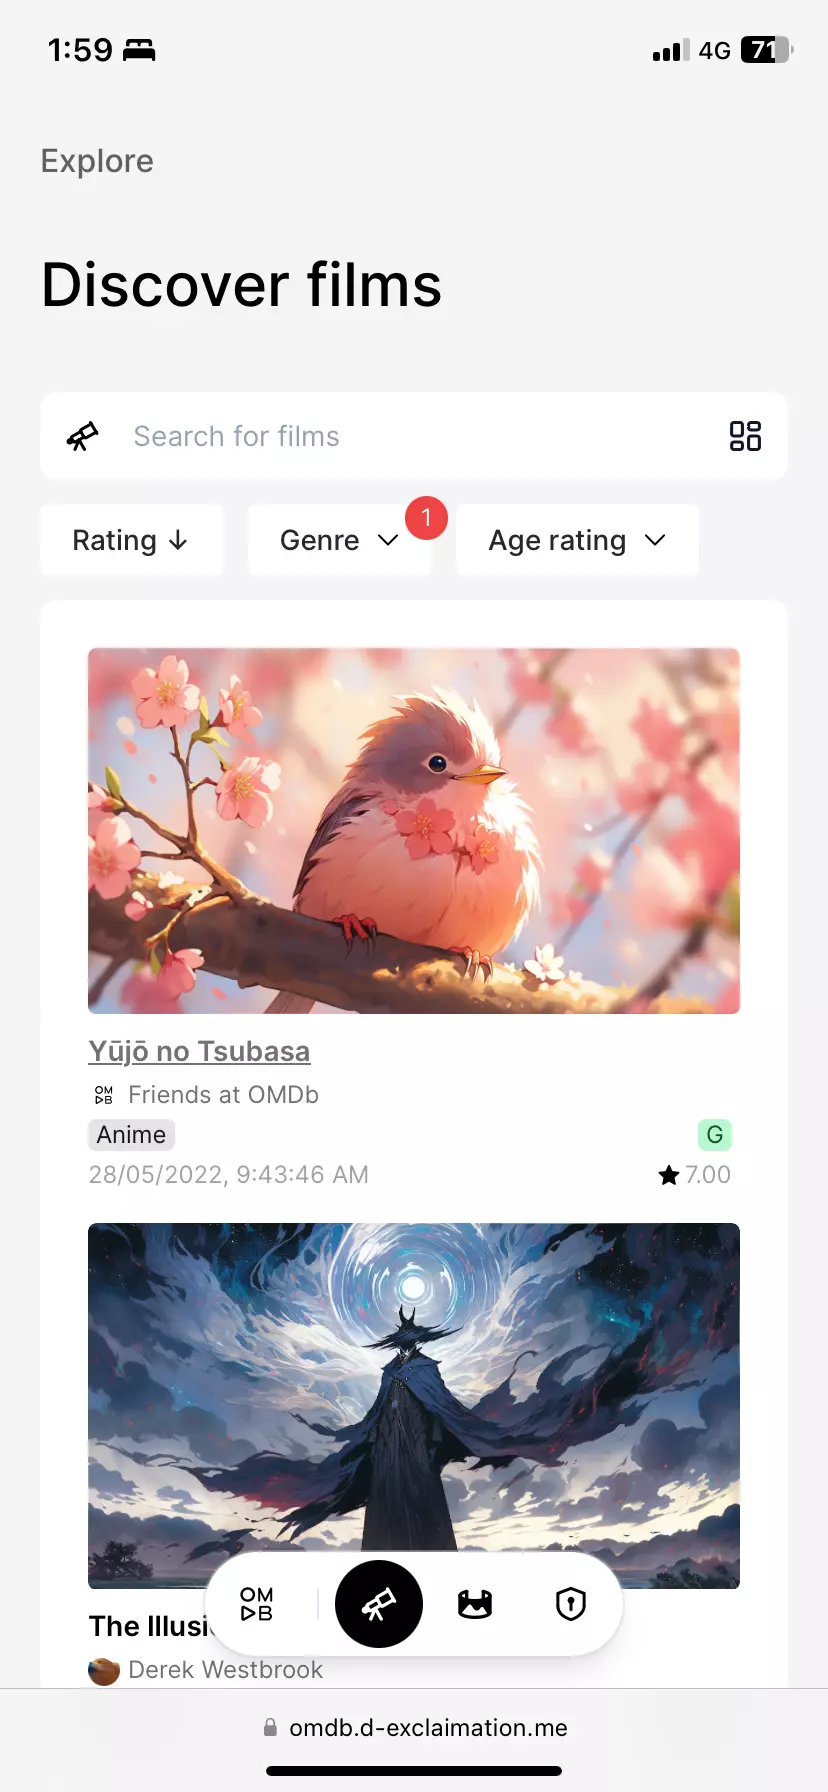 1:59
4G 71
Explore
Discover films
Search for films
Rating
Genre
1
Age rating
Yūjō no Tsubasa
OM DB Friends at OMDb
Anime
G
28/05/2022, 9:43:46 AM
7.00
OM
DB
The Illusi
Derek Westbrook
omdb.d-exclaimation.me